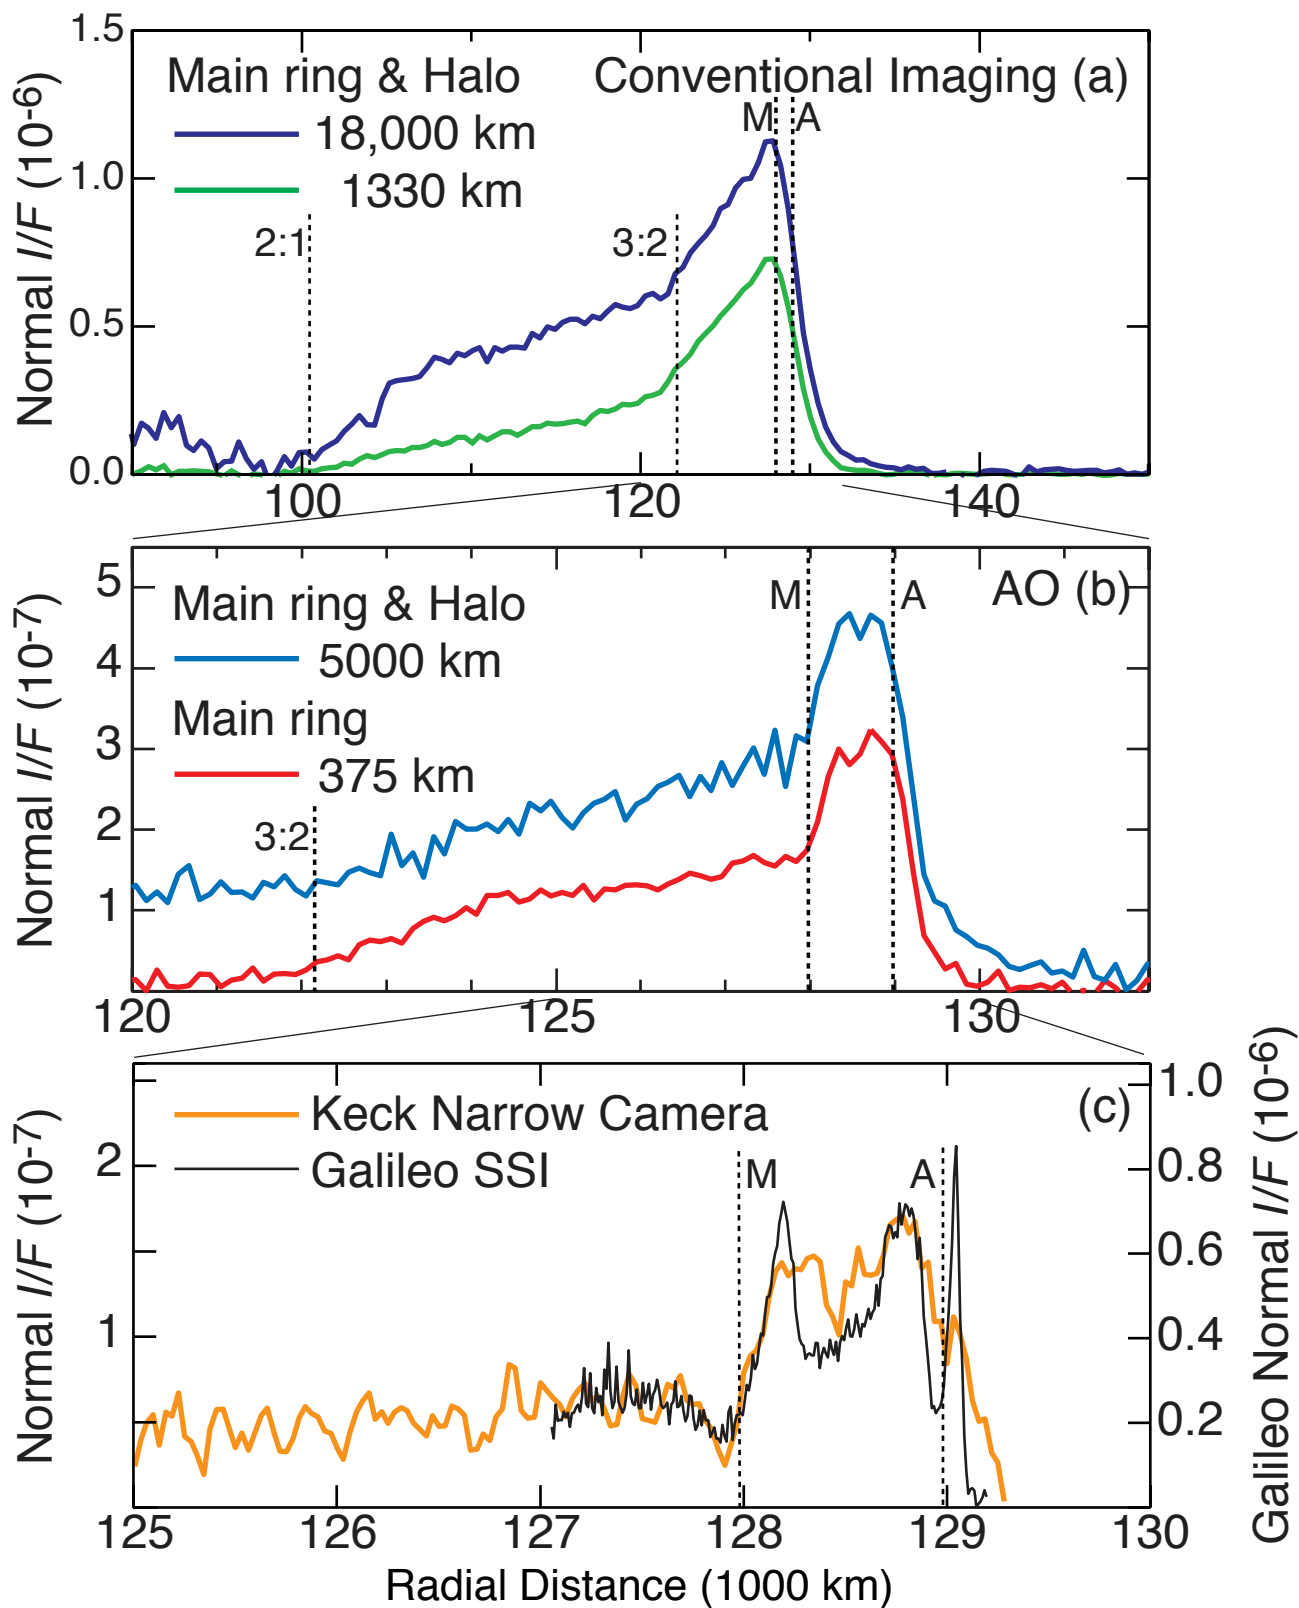 1.5
Main ring & Halo
Conventional Imaging (a)
18,000 km
M A
1330 km
1.0
2:1
3:2
0.5
0.0
Normal I/F (10-6)
100 120 140
5
Main ring & Halo
M A
AO (b)
5000 km
4
Main ring
3
375 km
2
3:2
1
Normal I/F (10-7)
120 125 130
Keck Narrow Camera
(c)
1.0
Galileo SSI
M A
2
0.8
0.6
1
0.4
0.2
Normal I/F (10-7)
Galileo Normal I/F (10-6)
125 126 127 128 129 130
Radial Distance (1000 km)